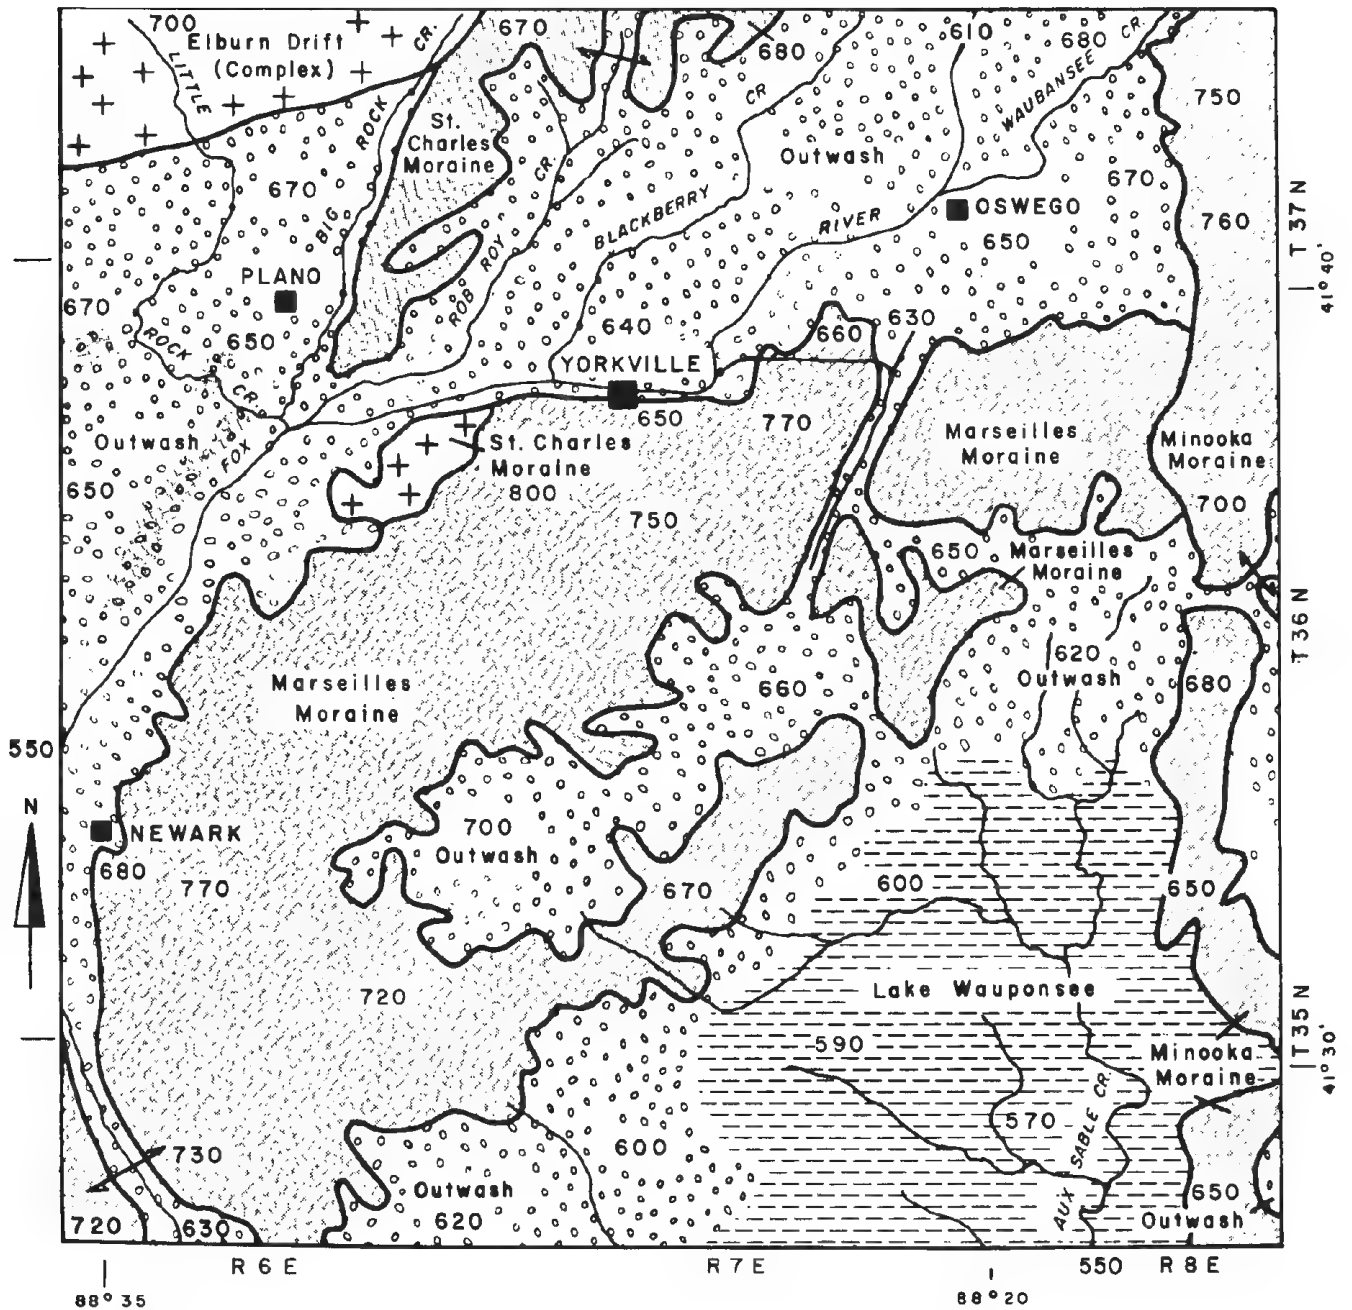 700
Elburn Drift
(Complex)
LITTLE
ROCK
CR.
670
680
610
680
CR.
WAUBANSEE
750
St.
Charles
Moraine
BIG
ROCK
CR.
CR
BLACKBERRY
Outwash
670
670
OSWEGO
650
760
T 37 N
41° 40'
RIVER
ROB ROY
CR.
PLANO
670
650
640
660
630
YORKVILLE
650
770
Outwash
650
FOX
St. Charles
Moraine
800
Marseilles
Moraine
Minooka
Moraine
700
750
650
Marseilles
Moraine
T 36 N
Marseilles
Moraine
660
620
Outwash
680
550
N
NEWARK
680
770
700
Outwash
670
600
650
720
Lake Wauponsee
590
T 35 N
41° 30'
Minooka
Moraine
570
AUX SABLE CR.
730
600
Outwash
620
650
Outwash
720
630
R 6 E
R 7 E
550
R 8 E
88° 35
88° 20